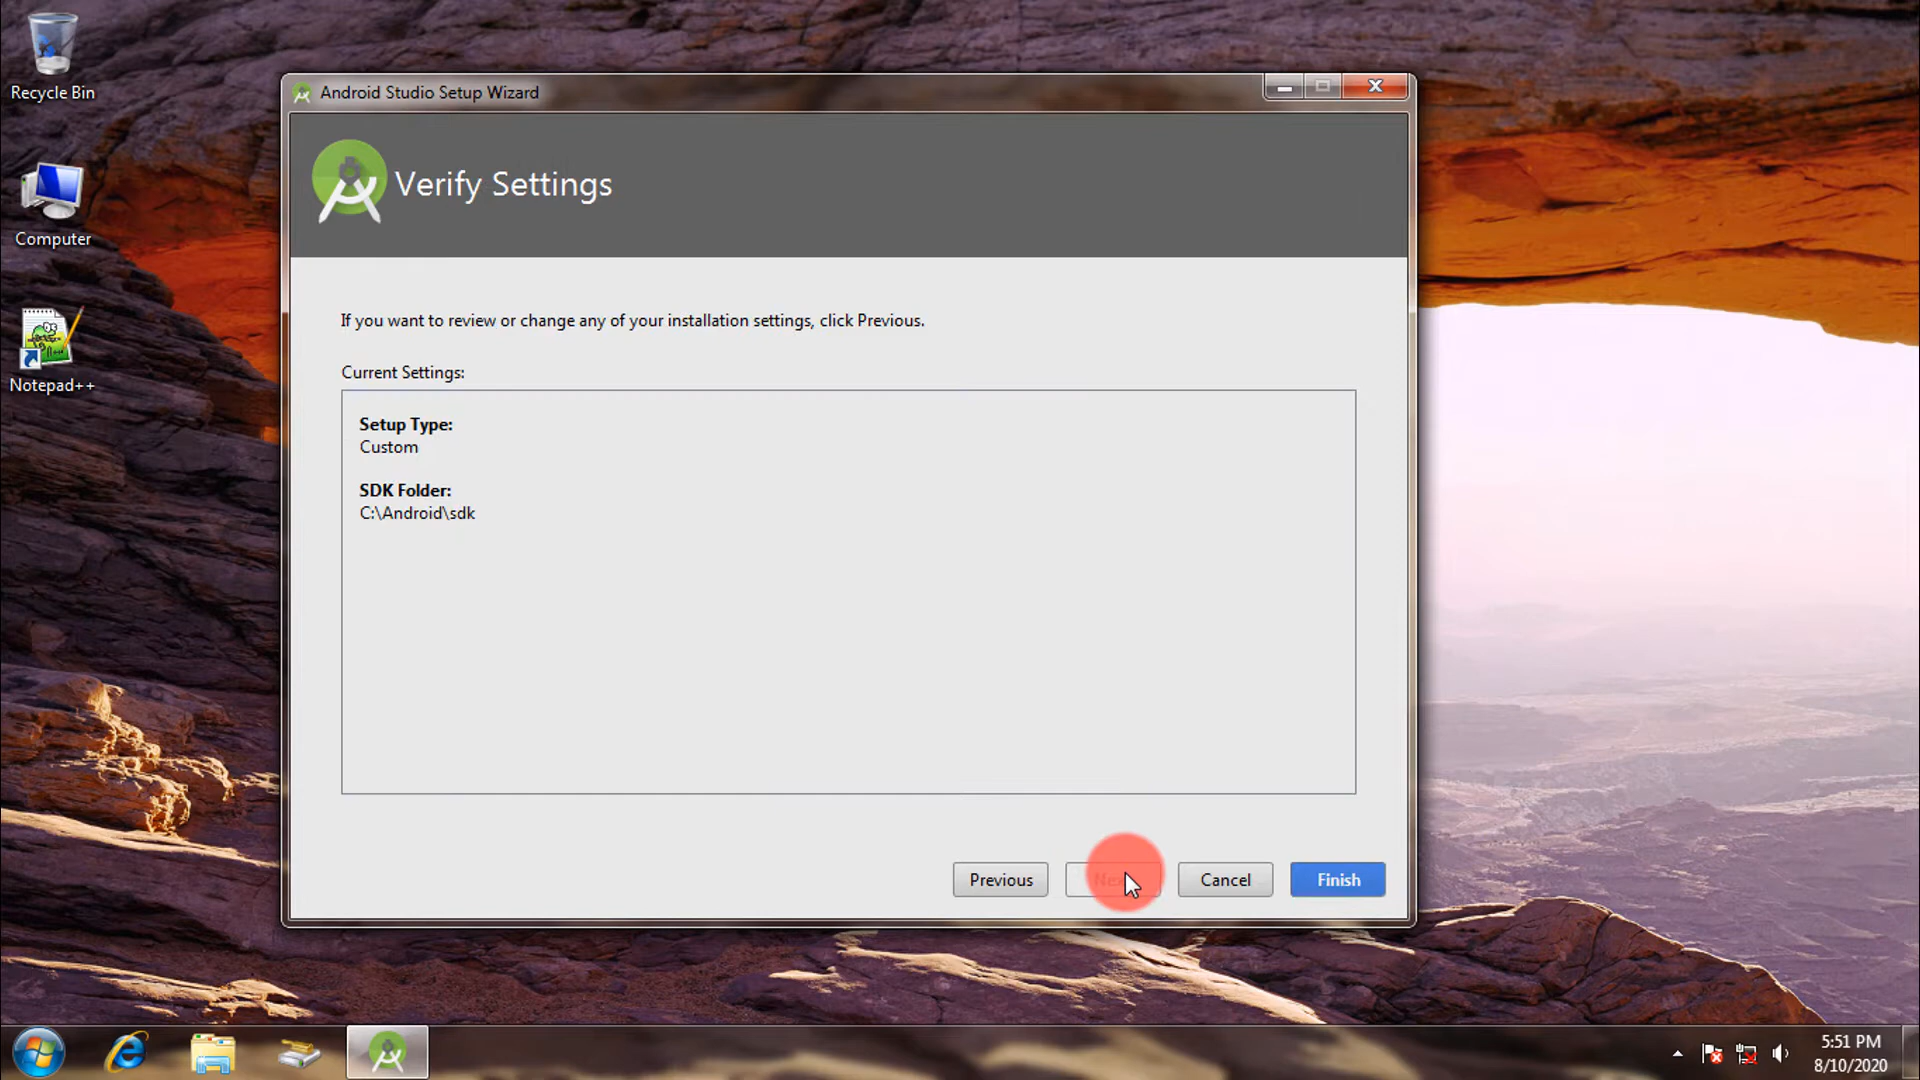 Recycle Bin
Computer
Notepad++
Android Studio Setup Wizard
Verify Settings
If you want to review or change any of your installation settings, click Previous.
Current Settings:
Setup Type:
Custom
SDK Folder:
C:\Android\sdk
Previous
Cancel
Finish
5:51 PM
8/10/2020